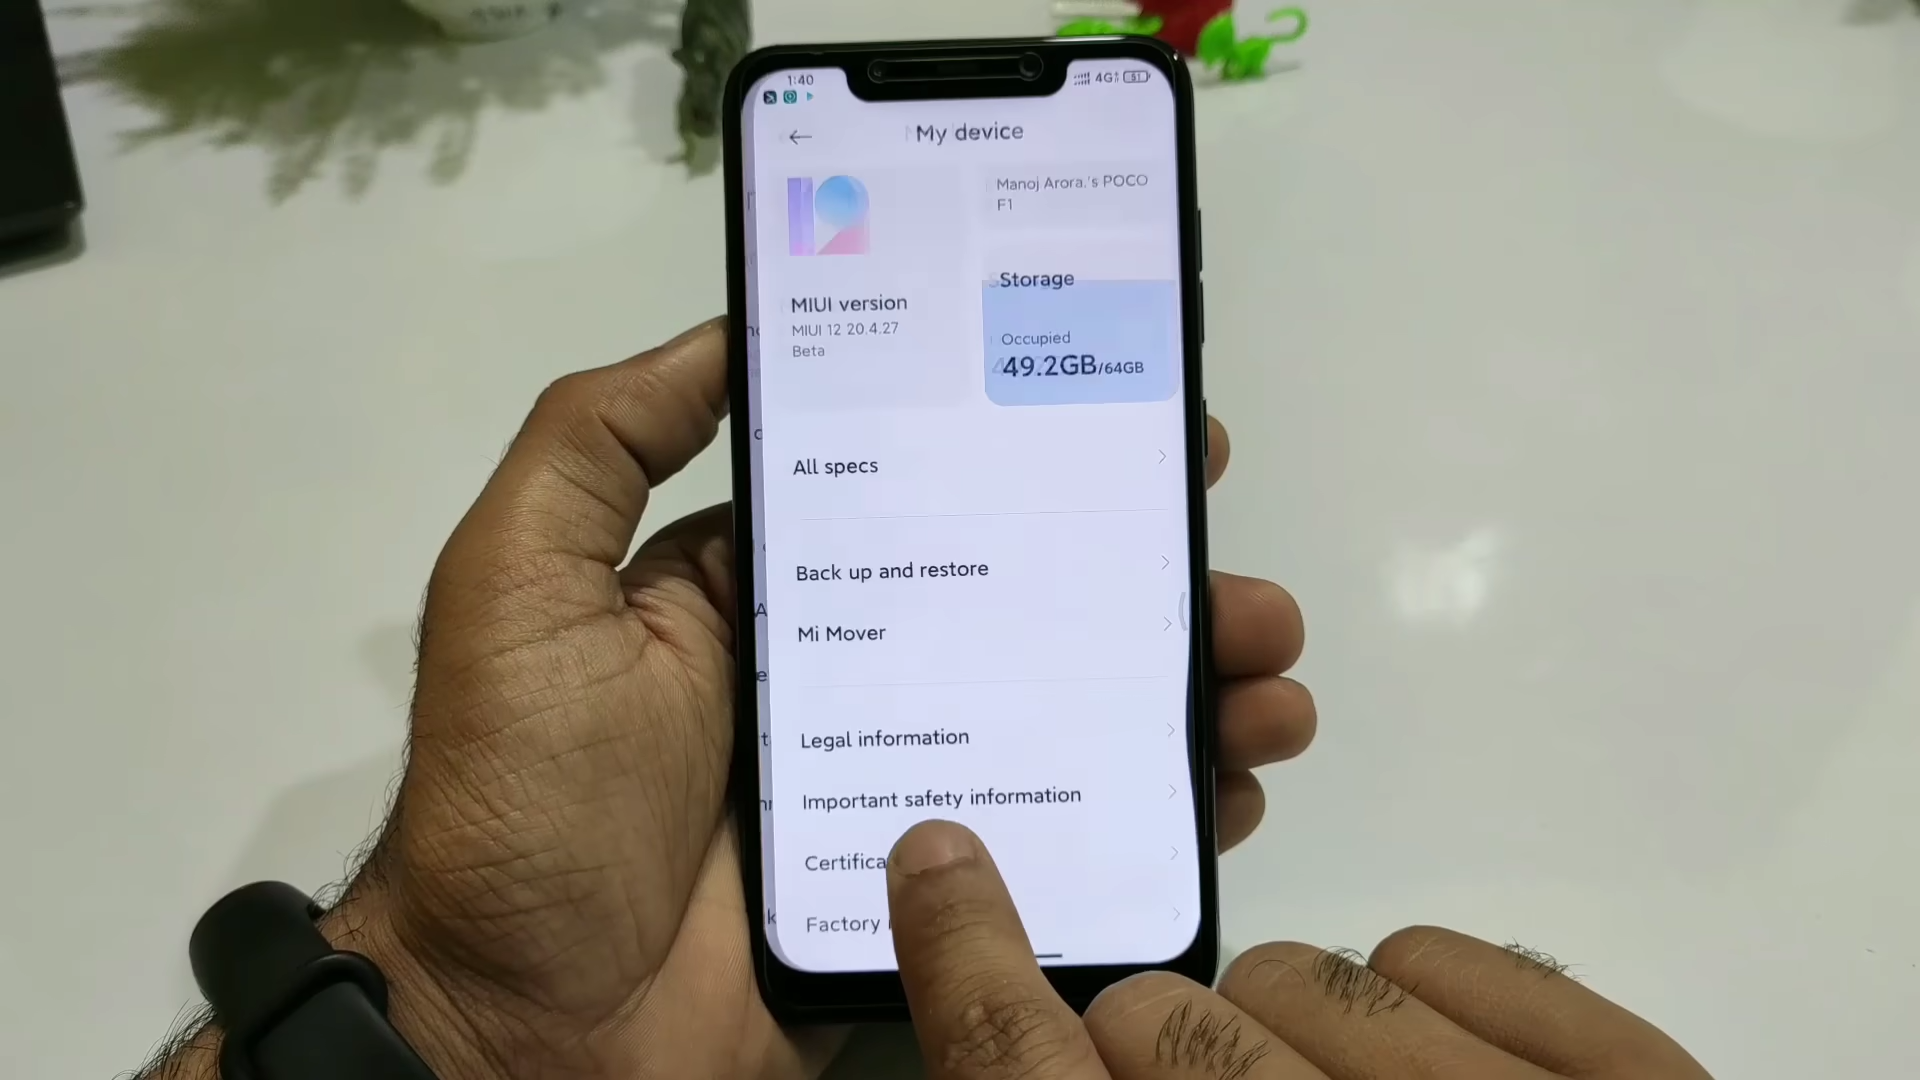 1:40
4G
51
My device
Manoj Arora.'s POCO
F1
Storage
MIUI version
MIUI 12 20.4.27
Beta
Occupied
49.2GB/64GB
All specs
Back up and restore
Mi Mover
Legal information
Important safety information
Certifica
Factory